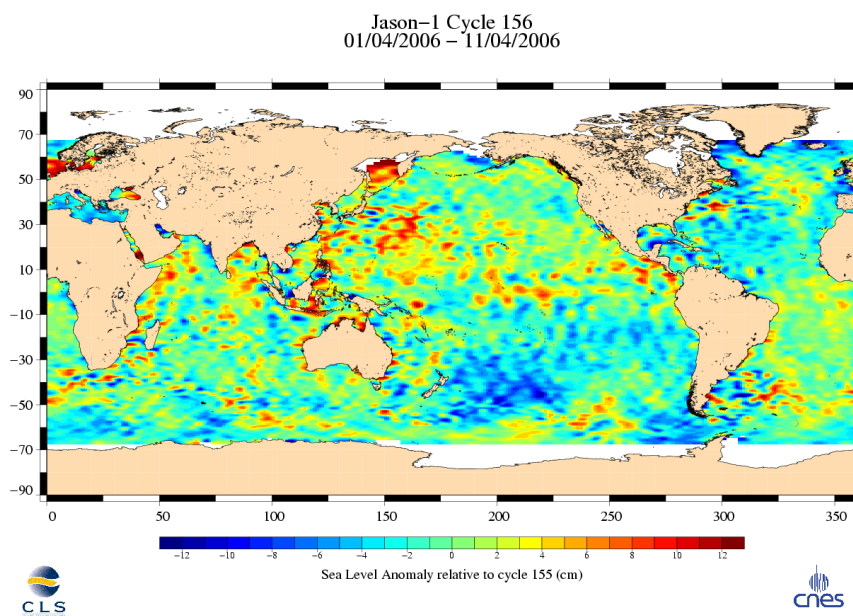 Jason−1 Cycle 156
01/04/2006 − 11/04/2006
90
70
50
30
10
−10
−30
−50
−70
−90
0 50 100 150 200 250 300 350
−12 −10 −8 −6 −4 −2 0 2 4 6 8 10 12
Sea Level Anomaly relative to cycle 155 (cm)
CLS
cnes